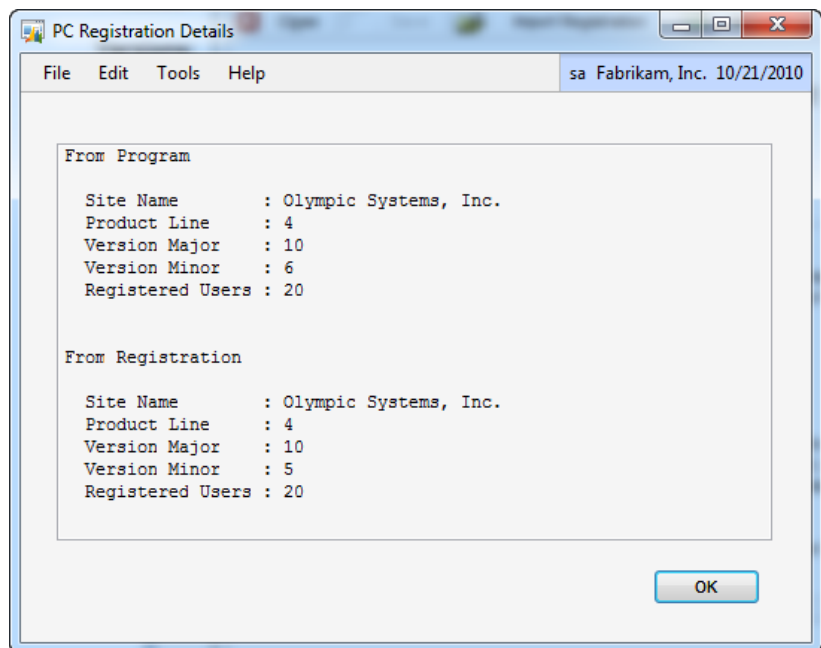 PC Registration Details
File Edit Tools Help sa Fabrikam, Inc. 10/21/2010
From Program
Site Name : Olympic Systems, Inc.
Product Line : 4
Version Major : 10
Version Minor : 6
Registered Users : 20
From Registration
Site Name : Olympic Systems, Inc.
Product Line : 4
Version Major : 10
Version Minor : 5
Registered Users : 20
OK